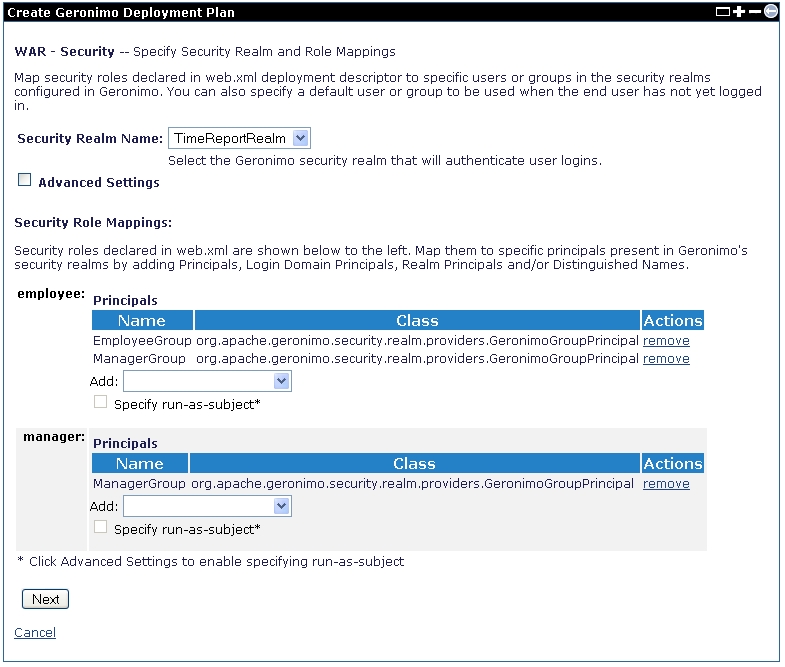 Create Geronimo Deployment Plan
WAR - Security -- Specify Security Realm and Role Mappings
Map security roles declared in web.xml deployment descriptor to specific users or groups in the security realms
configured in Geronimo. You can also specify a default user or group to be used when the end user has not yet logged
in.
Security Realm Name: TimeReportRealm
Select the Geronimo security realm that will authenticate user logins.
Advanced Settings
Security Role Mappings:
Security roles declared in web.xml are shown below to the left. Map them to specific principals present in Geronimo's
security realms by adding Principals, Login Domain Principals, Realm Principals and/or Distinguished Names.
employee: Principals
Name Class Actions
EmployeeGroup org.apache.geronimo.security.realm.providers.GeronimoGroupPrincipal remove
ManagerGroup org.apache.geronimo.security.realm.providers.GeronimoGroupPrincipal remove
Add:
Specify run-as-subject*
manager: Principals
Name Class Actions
ManagerGroup org.apache.geronimo.security.realm.providers.GeronimoGroupPrincipal remove
Add:
Specify run-as-subject*
* Click Advanced Settings to enable specifying run-as-subject
Next
Cancel